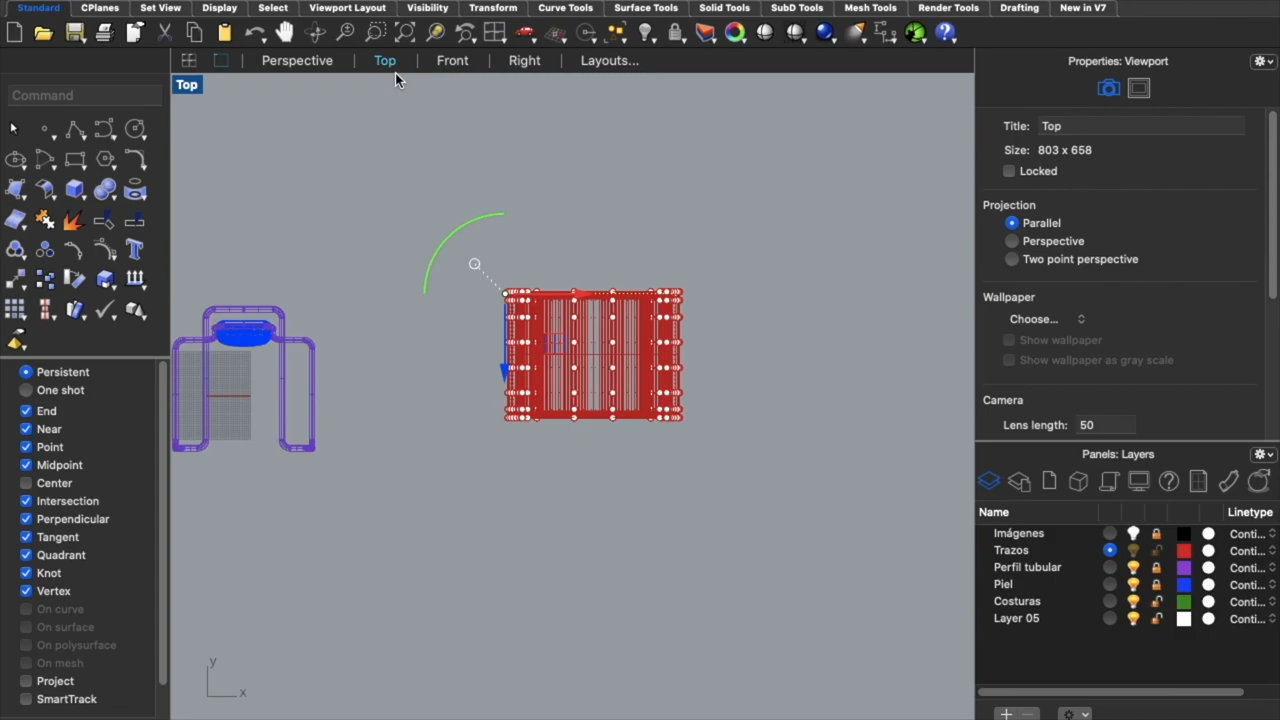 Standard CPlanes Set View Display Select Viewport Layout Visibility Transform Curve Tools Surface Tools Solid Tools SubD Tools Mesh Tools Render Tools Drafting New in V7
Perspective Top Front Right Layouts...
Top
Command
Persistent
One shot
End
Near
Point
Midpoint
Center
Intersection
Perpendicular
Tangent
Quadrant
Knot
Vertex
On curve
On surface
On polysurface
On mesh
Project
SmartTrack
y
x
Properties: Viewport
Title: Top
Size: 803 x 658
Locked
Projection
Parallel
Perspective
Two point perspective
Wallpaper
Choose...
Show wallpaper
Show wallpaper as gray scale
Camera
Lens length: 50
Panels: Layers
Name Linetype
Imágenes Conti...
Trazos Conti...
Perfil tubular Conti...
Piel Conti...
Costuras Conti...
Layer 05 Conti...